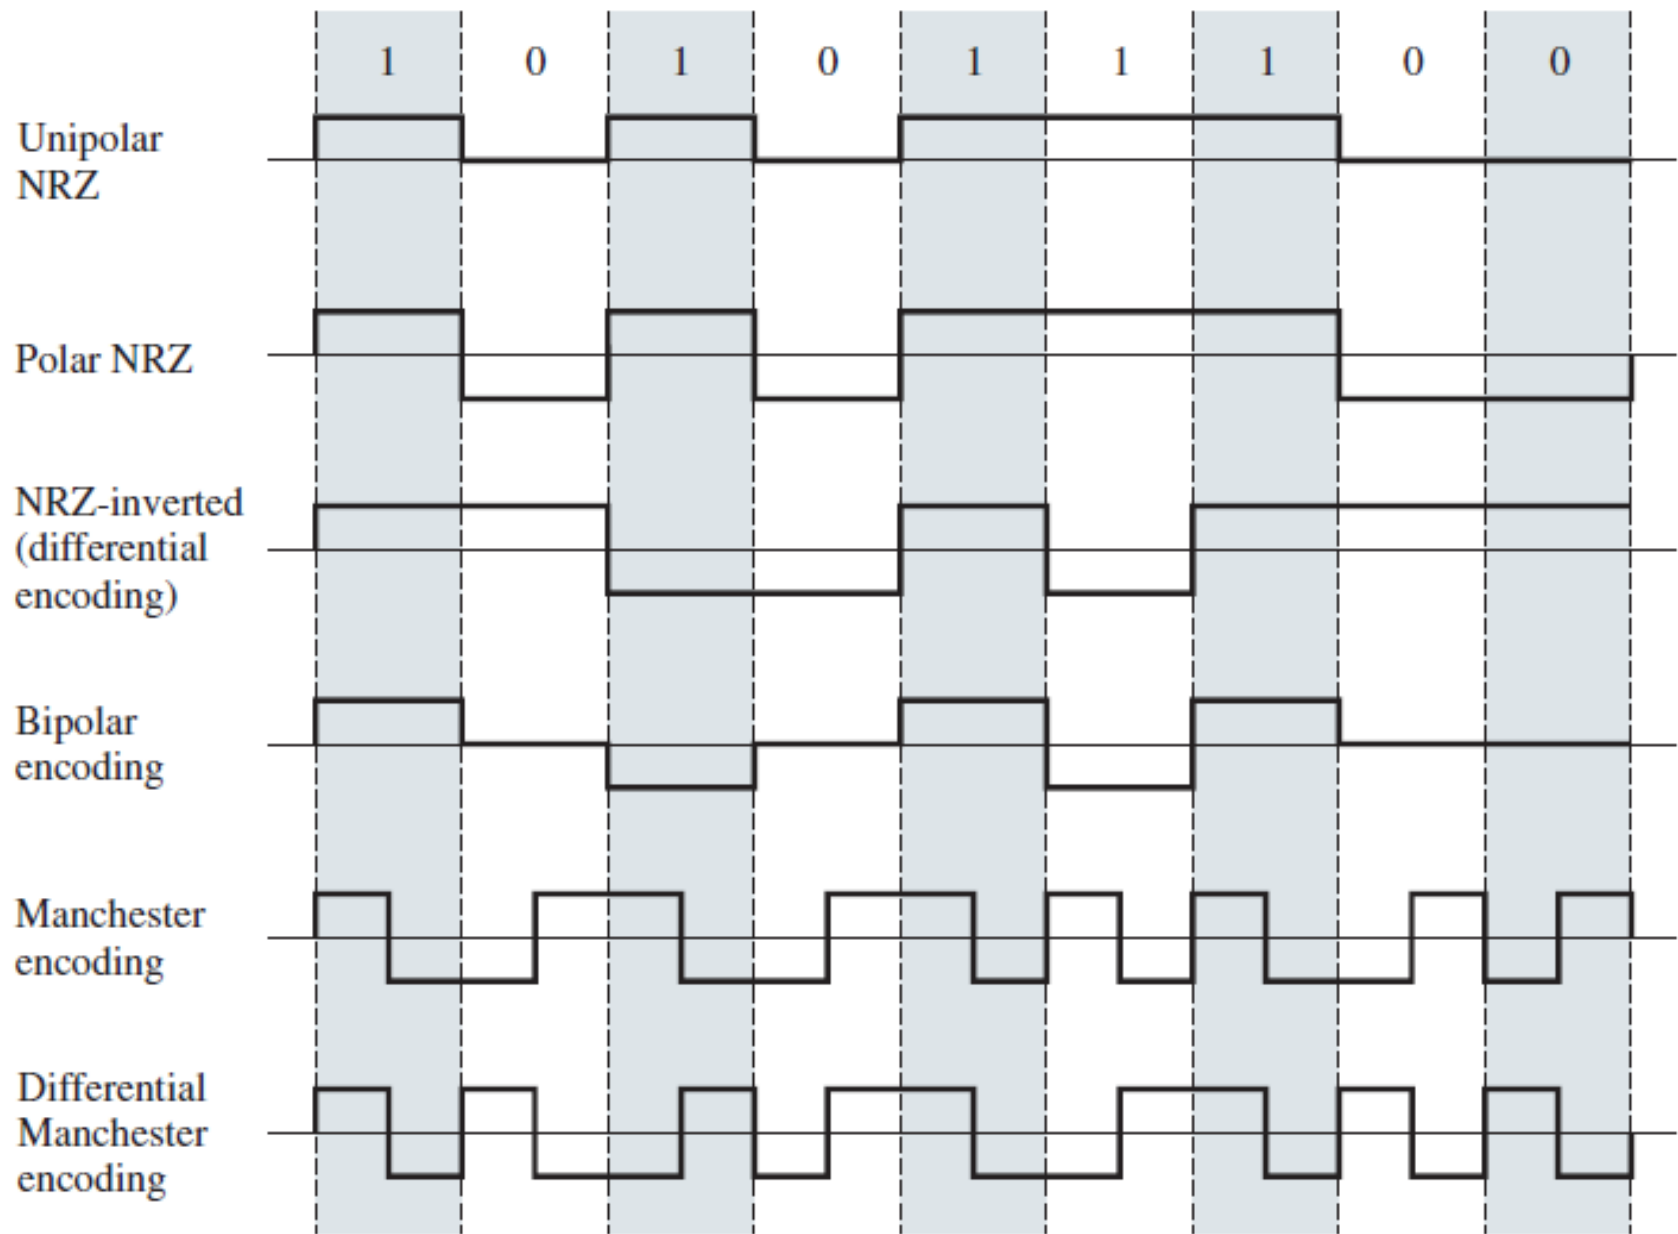 1 0 1 0 1 1 1 0 0
Unipolar
NRZ
Polar NRZ
NRZ-inverted
(differential
encoding)
Bipolar
encoding
Manchester
encoding
Differential
Manchester
encoding